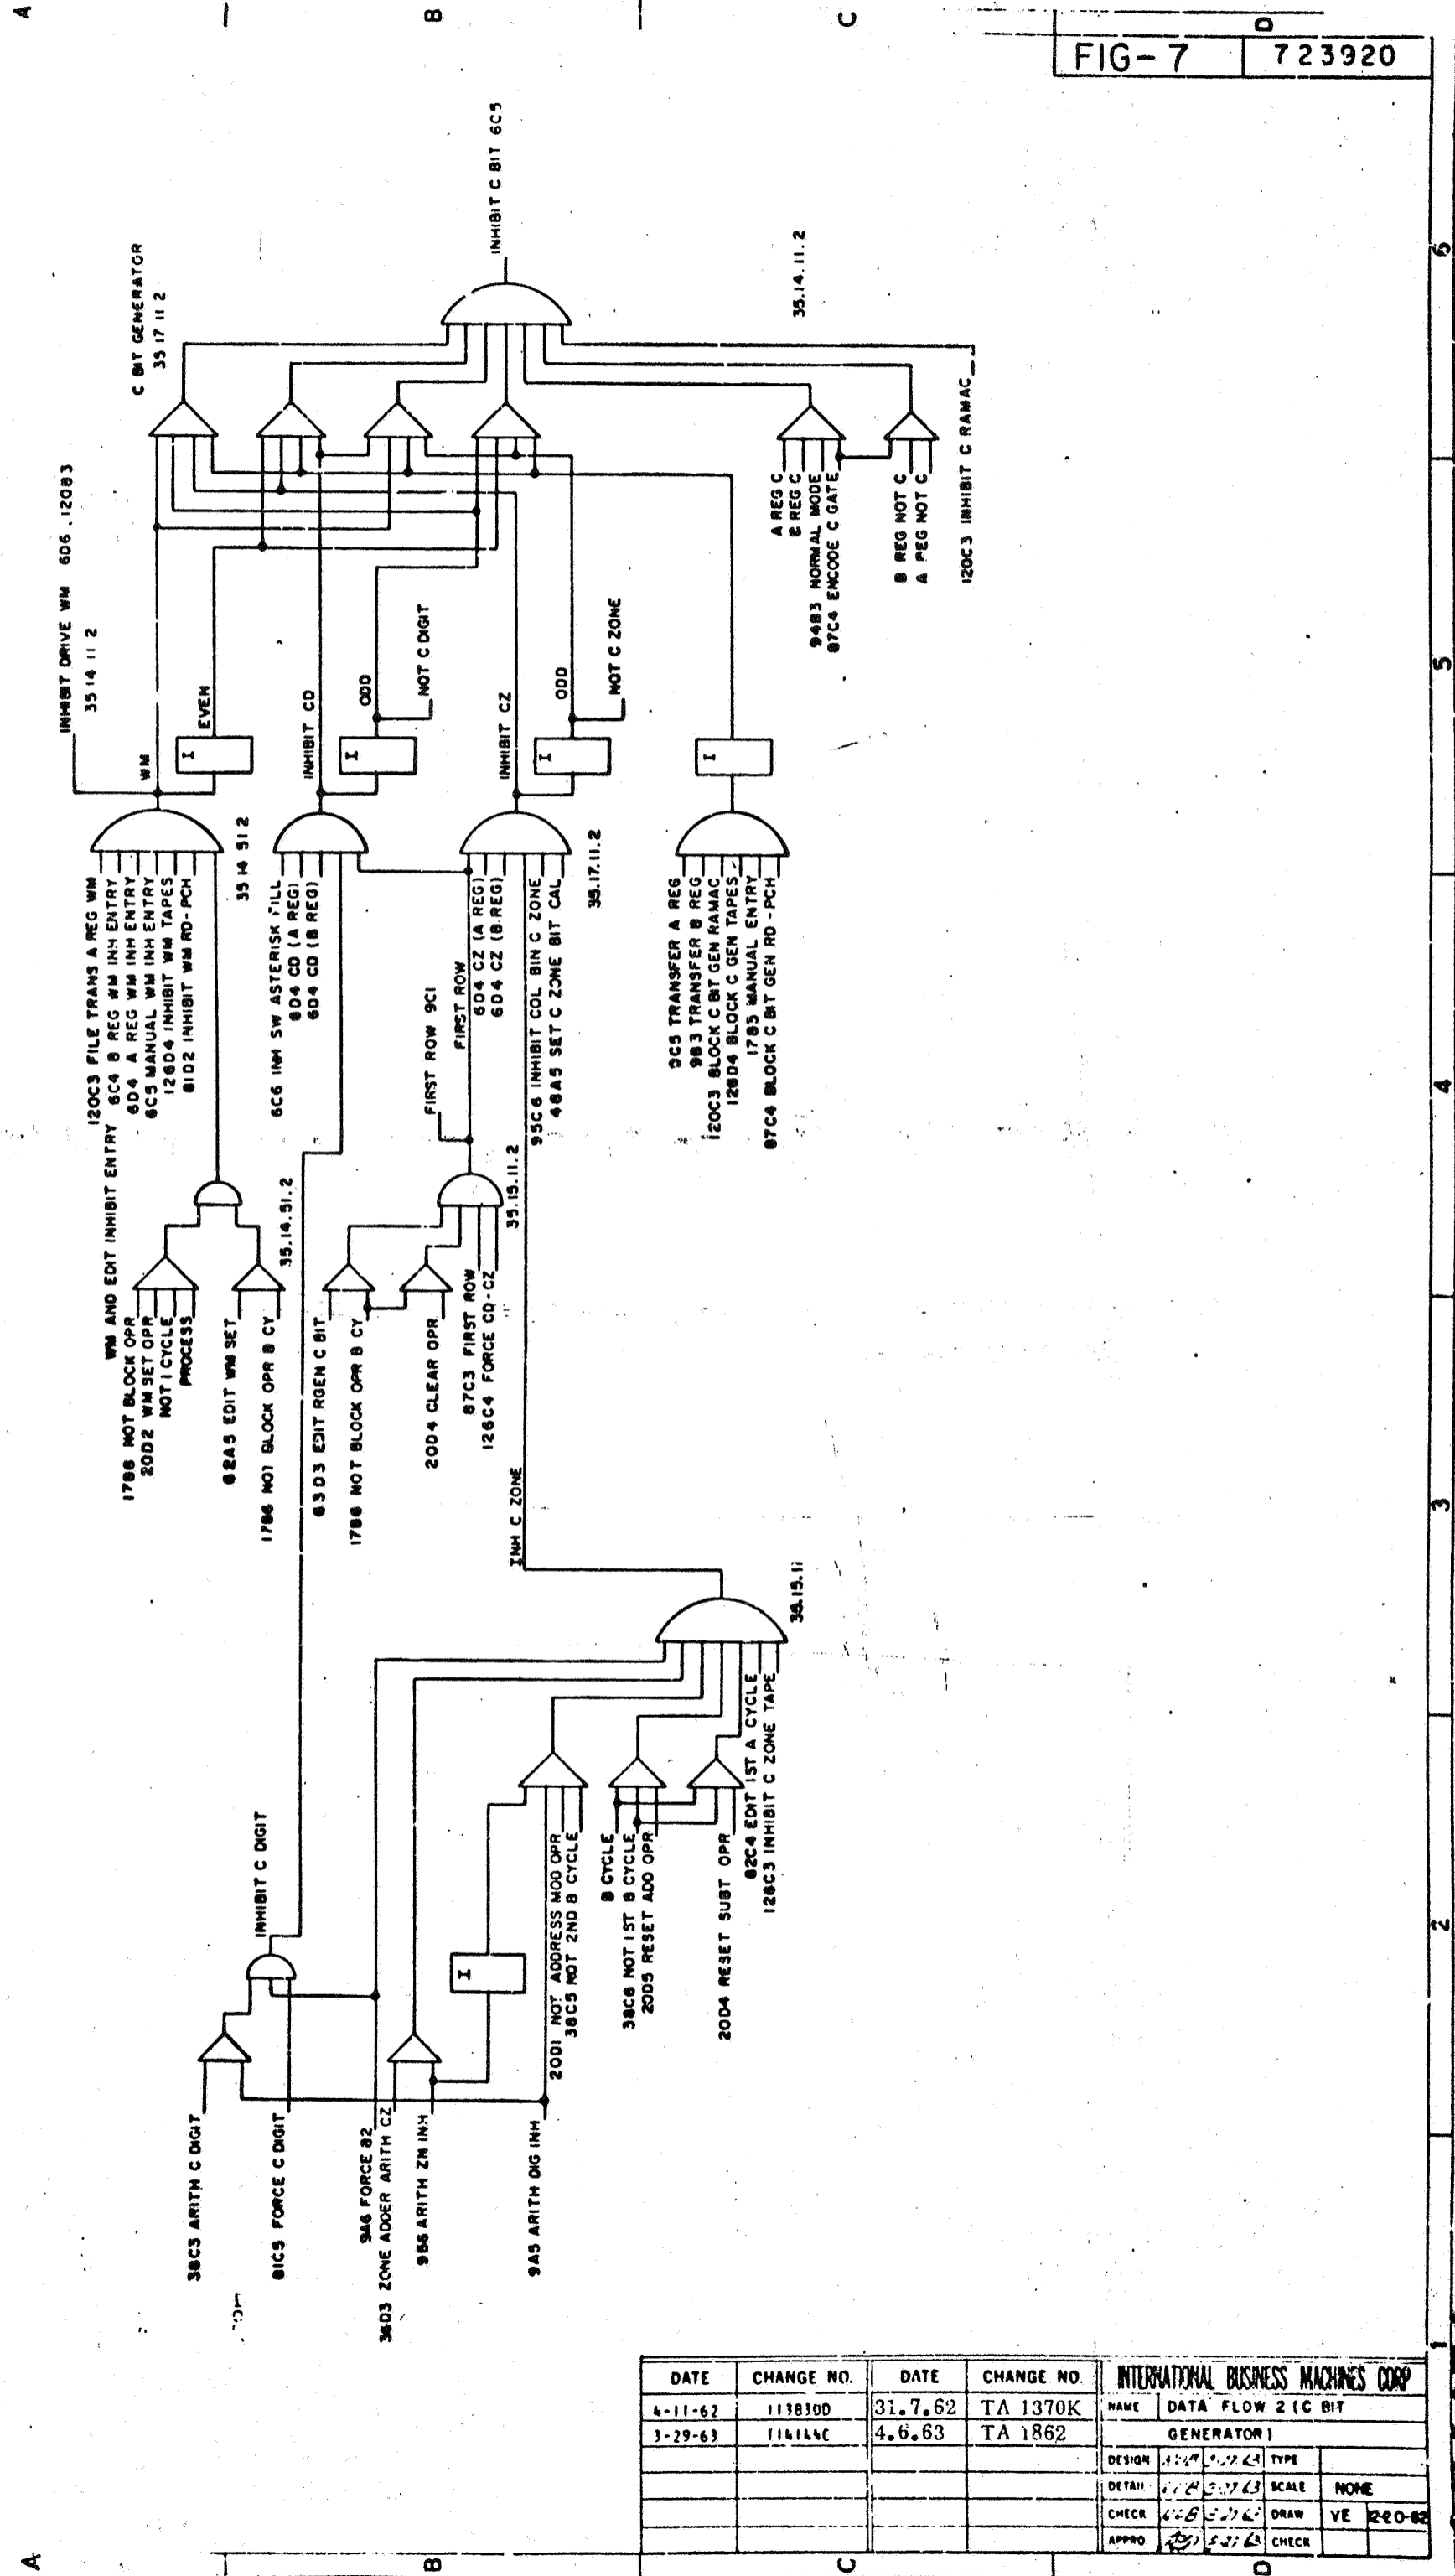 FIG-7 723920
A
B
C
D
INHIBIT DRIVE WM 6D6.120B3
35 14 11 2
C BIT GENERATOR
35 17 11 2
INHIBIT C BIT 6C5
WM
I
EVEN
INHIBIT CD
I
ODD
NOT C DIGIT
INHIBIT CZ
I
ODD
NOT C ZONE
I
A REG C
B REG C
94B3 NORMAL MODE
87C4 ENCODE C GATE
35.14.11.2
B REG NOT C
A REG NOT C
120C3 INHIBIT C RAMAC
120C3 FILE TRANS A REG WM
WM AND EDIT INHIBIT ENTRY 6C4 B REG WM INH ENTRY
6D4 A REG WM INH ENTRY
6C5 MANUAL WM INH ENTRY
126D4 INHIBIT WM TAPES
81D2 INHIBIT WM RD-PCH
35 14 51 2
17B6 NOT BLOCK OPR
20D2 WM SET OPR
NOT I CYCLE
PROCESS
62A5 EDIT WM SET
17B6 NOT BLOCK OPR B CY
35.14.51.2
6C6 INH SW ASTERISK FILL
6D4 CD (A REG)
6D4 CD (B REG)
63D3 EDIT RGEN C BIT
17B6 NOT BLOCK OPR B CY
20D4 CLEAR OPR
87C3 FIRST ROW
126C4 FORCE CD-CZ
35.15.11.2
FIRST ROW 9C1
FIRST ROW
6D4 CZ (A REG)
6D4 CZ (B REG)
95C6 INHIBIT COL BIN C ZONE
48A5 SET C ZONE BIT CAL
35.17.11.2
9C5 TRANSFER A REG
9B3 TRANSFER B REG
120C3 BLOCK C BIT GEN RAMAC
126D4 BLOCK C GEN TAPES
17B5 MANUAL ENTRY
87C4 BLOCK C BIT GEN RD-PCH
INH C ZONE
35.15.11
INHIBIT C DIGIT
38C3 ARITH C DIGIT
81C5 FORCE C DIGIT
9A6 FORCE 82
36D3 ZONE ADDER ARITH CZ
9B6 ARITH ZN INH
9A5 ARITH DIG INH
I
20D1 NOT ADDRESS MOD OPR
38C5 NOT 2ND B CYCLE
B CYCLE
38C6 NOT 1ST B CYCLE
20D5 RESET ADD OPR
20D4 RESET SUBT OPR
62C4 EDIT 1ST A CYCLE
126C3 INHIBIT C ZONE TAPE
1
2
3
4
5
6
DATE CHANGE NO. DATE CHANGE NO.
4-11-62 113830D 31.7.62 TA 1370K
3-29-63 114144C 4.6.63 TA 1862
INTERNATIONAL BUSINESS MACHINES CORP
NAME DATA FLOW 2 (C BIT
GENERATOR)
DESIGN TYPE
DETAIL SCALE NONE
CHECK DRAW VE 12-20-62
APPRO CHECK
A
B
C
D